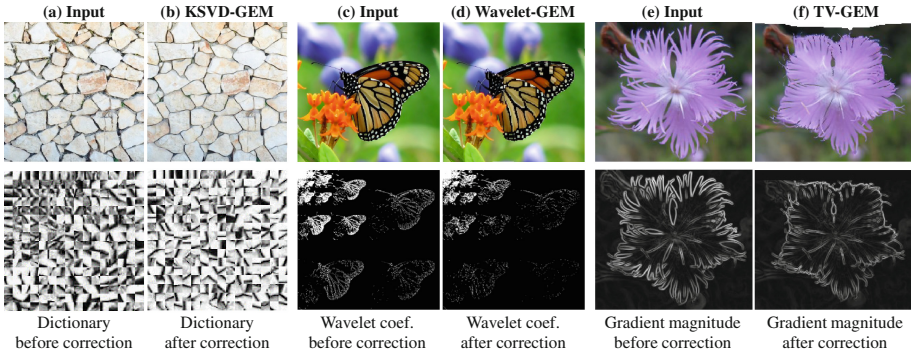 (a) Input
(b) KSVD-GEM
(c) Input
(d) Wavelet-GEM
(e) Input
(f) TV-GEM
Dictionary
before correction
Dictionary
after correction
Wavelet coef.
before correction
Wavelet coef.
after correction
Gradient magnitude
before correction
Gradient magnitude
after correction